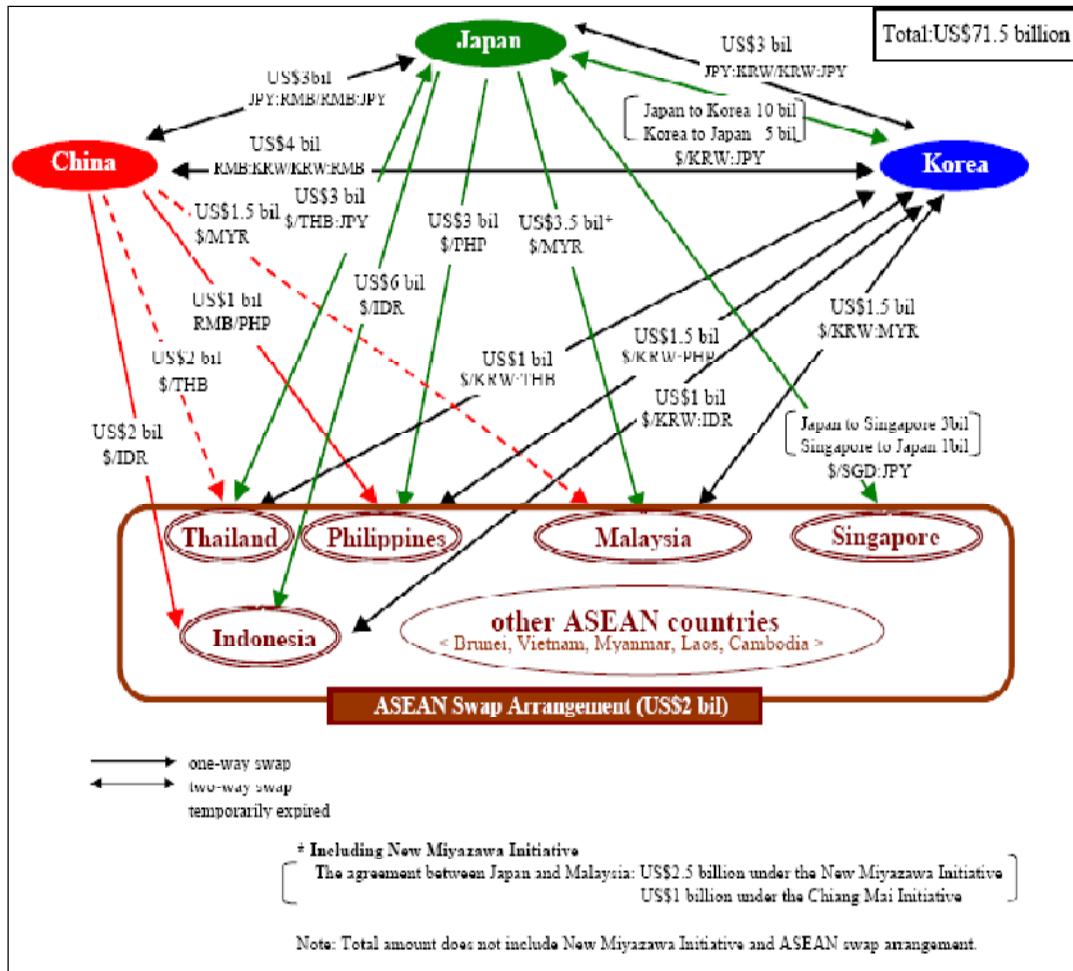 Japan
Total:US$71.5 billion
US$3 bil
JPY:KRW/KRW:JPY
US$3bil
JPY:RMB/RMB:JPY
Japan to Korea 10 bil
Korea to Japan 5 bil
$/KRW:JPY
China
US$4 bil
RMB:KRW/KRW:RMB
Korea
US$1.5 bil
$/MYR
US$3 bil
$/THB:JPY
US$3 bil
$/PHP
US$3.5 bil*
$/MYR
US$6 bil
$/IDR
US$1 bil
RMB/PHP
US$1.5 bil
$/KRW:MYR
US$2 bil
$/THB
US$1 bil
$/KRW:THB
US$1.5 bil
$/KRW:PHP
US$1 bil
$/KRW:IDR
US$2 bil
$/IDR
Japan to Singapore 3bil
Singapore to Japan 1bil
$/SGD:JPY
Thailand
Philippines
Malaysia
Singapore
Indonesia
other ASEAN countries
< Brunei, Vietnam, Myanmar, Laos, Cambodia >
ASEAN Swap Arrangement (US$2 bil)
one-way swap
two-way swap
temporarily expired
* Including New Miyazawa Initiative
The agreement between Japan and Malaysia: US$2.5 billion under the New Miyazawa Initiative
US$1 billion under the Chiang Mai Initiative
Note: Total amount does not include New Miyazawa Initiative and ASEAN swap arrangement.